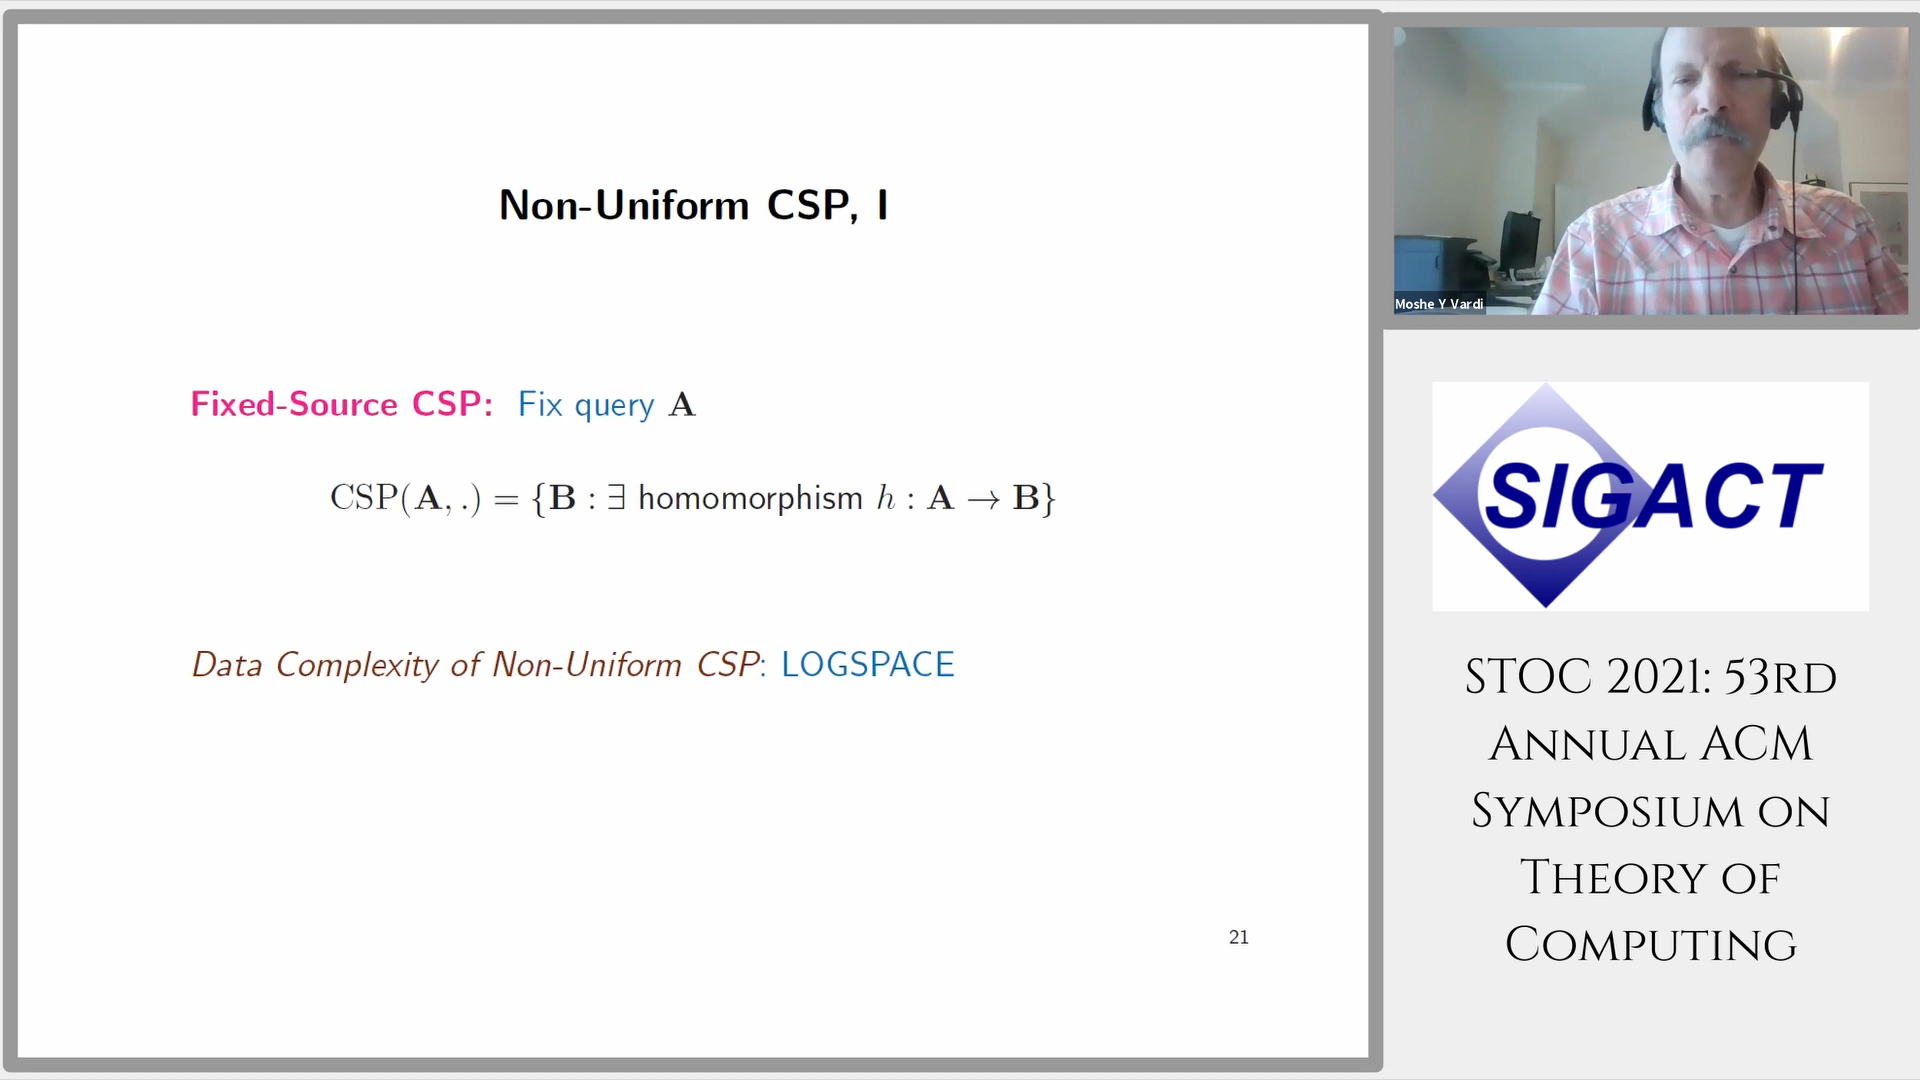 Non-Uniform CSP, I
Fixed-Source CSP: Fix query A
CSP(A, .) = {B : ∃ homomorphism h : A → B}
Data Complexity of Non-Uniform CSP: LOGSPACE
21
Moshe Y Vardi
SIGACT
STOC 2021: 53rd
Annual ACM
Symposium on
Theory of
Computing